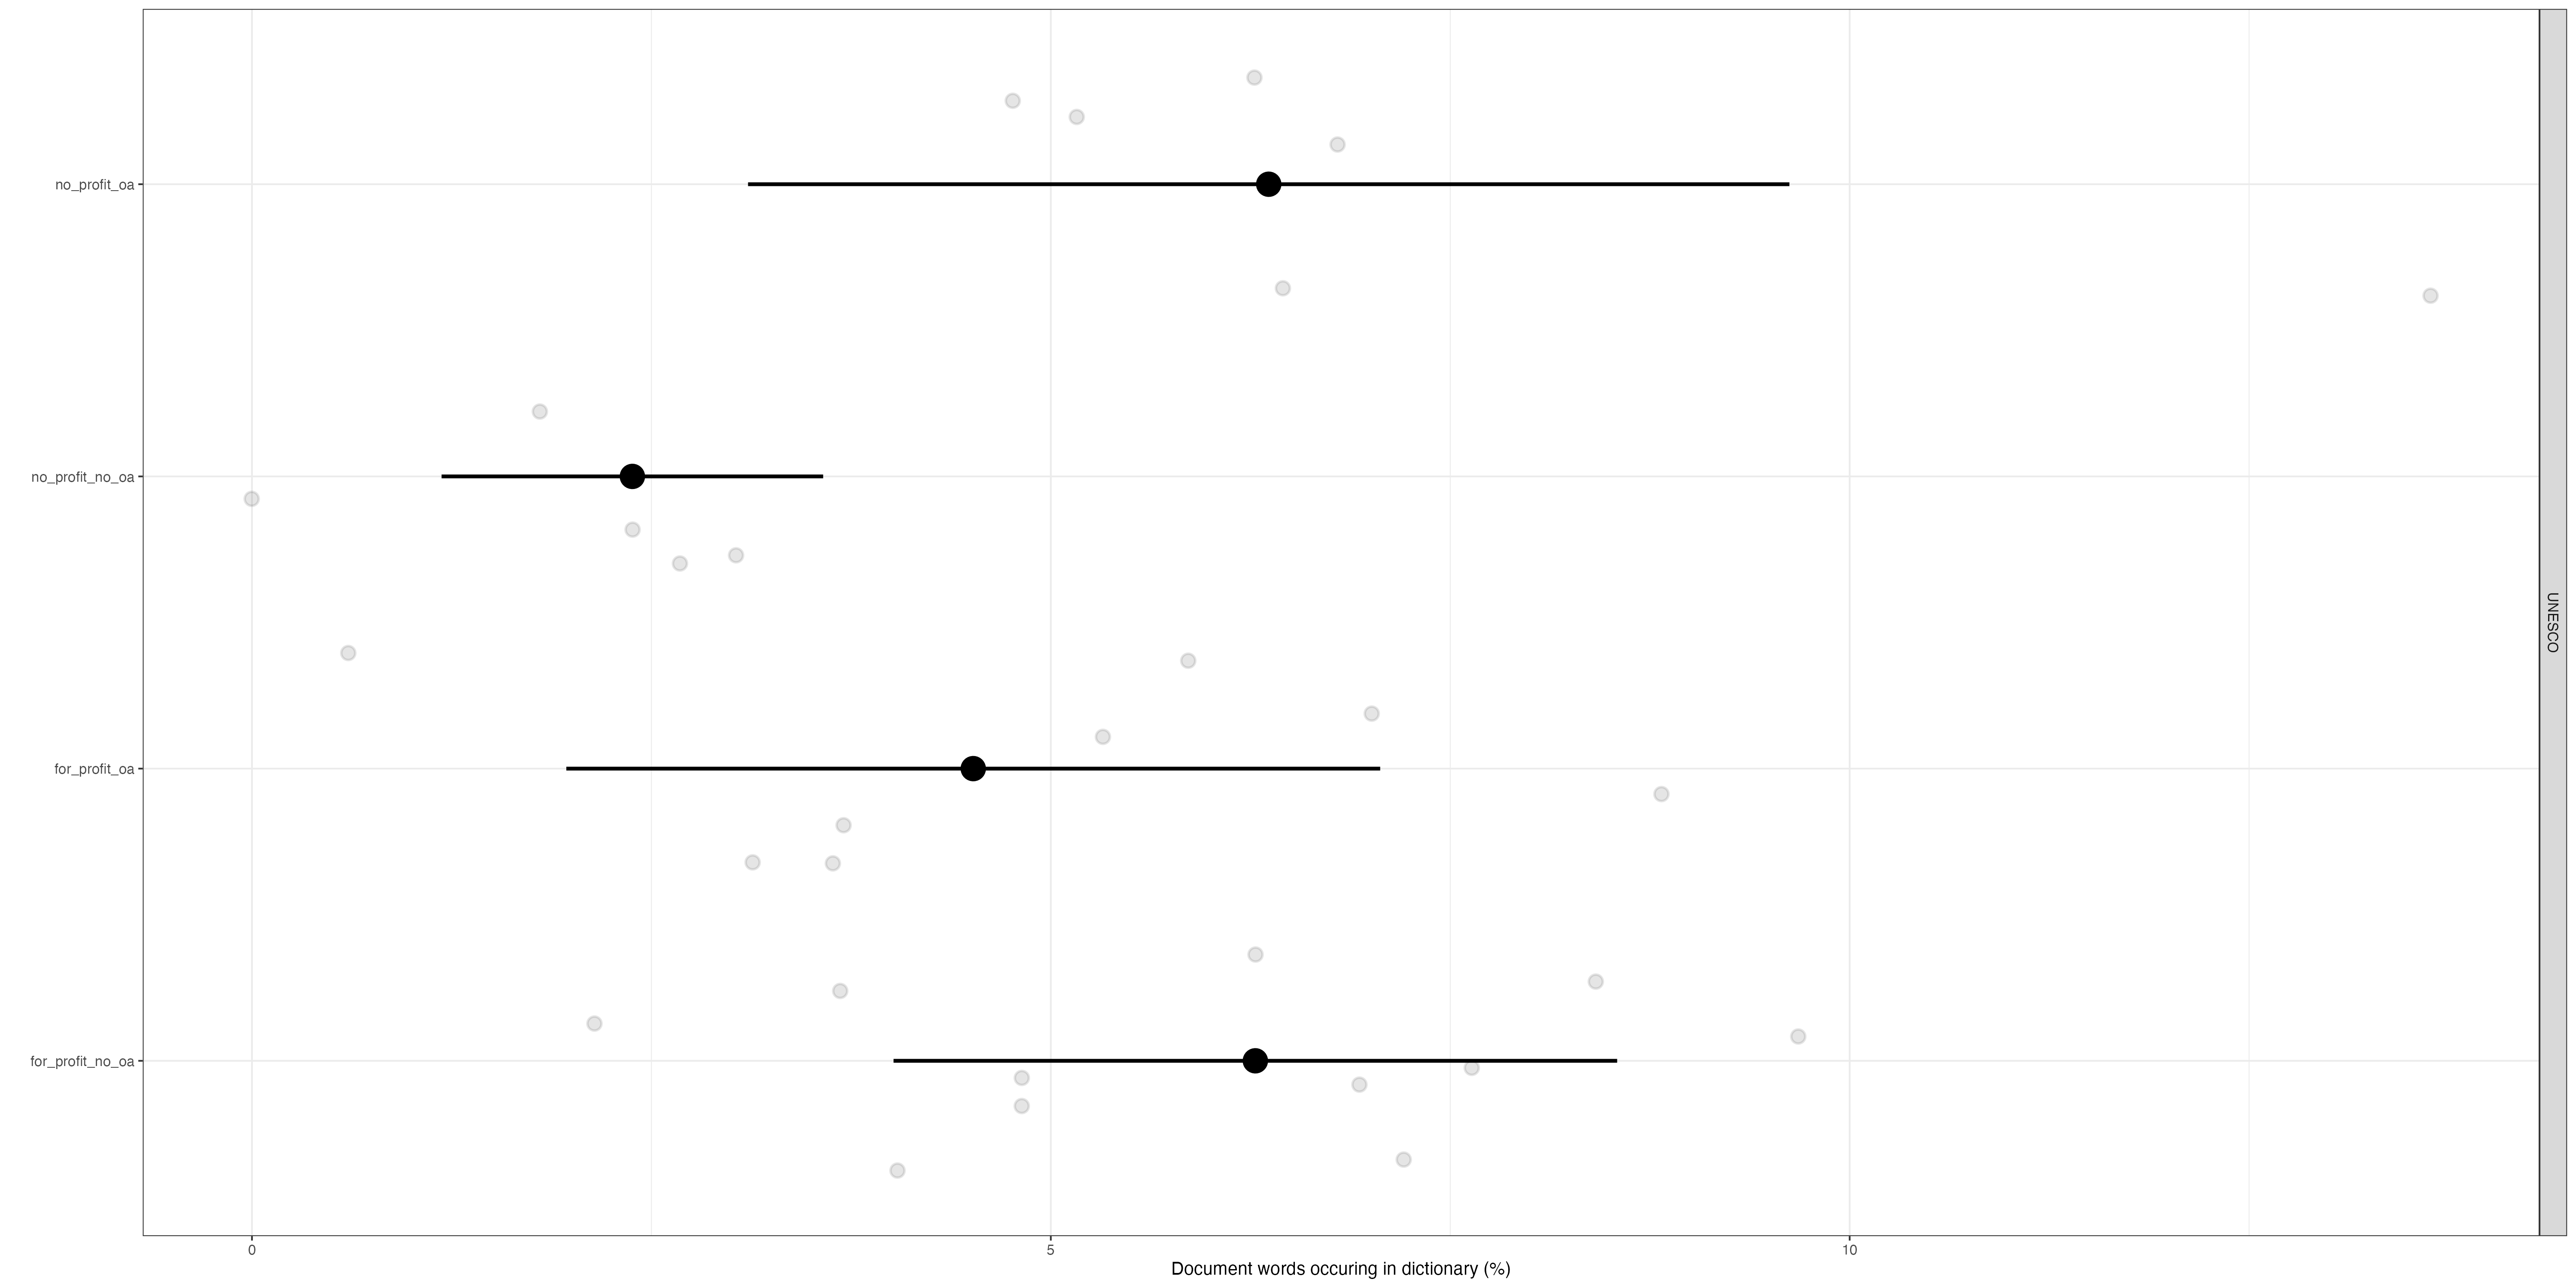 no_profit_oa
no_profit_no_oa
for_profit_oa
for_profit_no_oa
UNESCO
0
5
10
Document words occuring in dictionary (%)